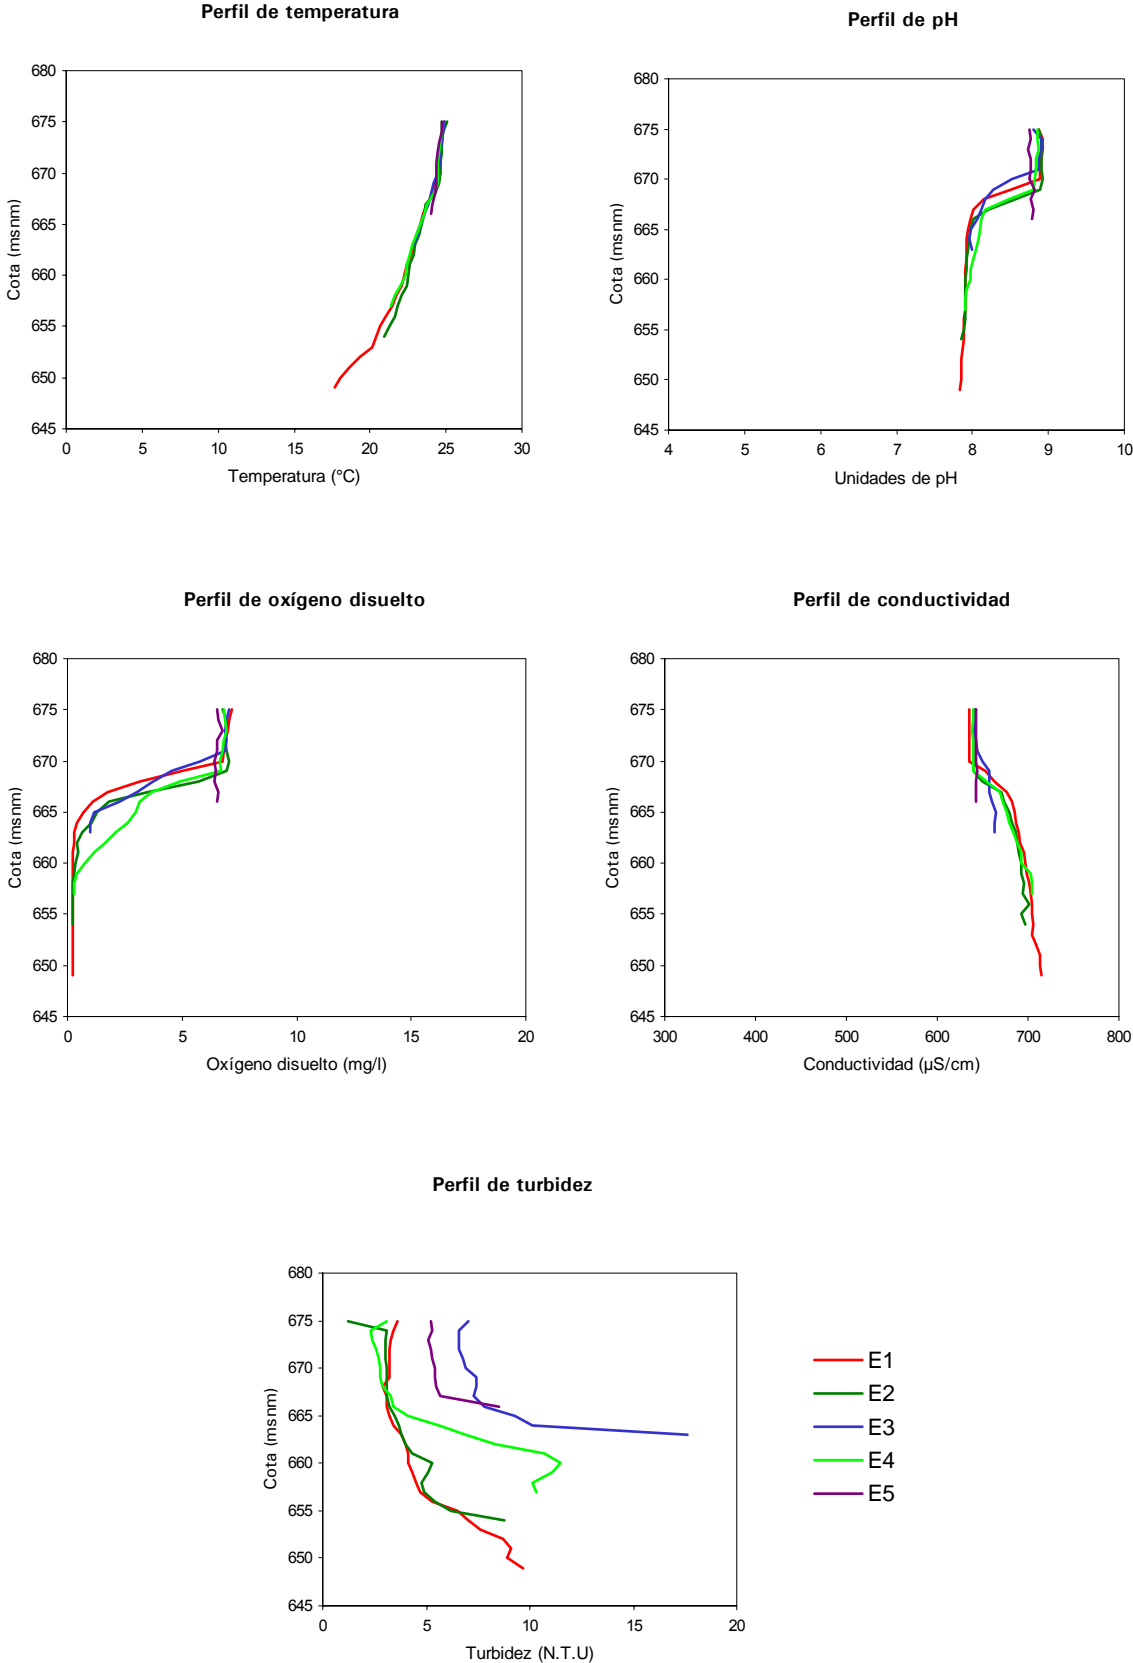 Perfil de temperatura
680
675
670
665
660
655
650
645
0 5 10 15 20 25 30
Cota (msnm)
Temperatura (°C)
Perfil de pH
680
675
670
665
660
655
650
645
4 5 6 7 8 9 10
Cota (msnm)
Unidades de pH
Perfil de oxígeno disuelto
680
675
670
665
660
655
650
645
0 5 10 15 20
Cota (msnm)
Oxígeno disuelto (mg/l)
Perfil de conductividad
680
675
670
665
660
655
650
645
300 400 500 600 700 800
Cota (msnm)
Conductividad (µS/cm)
Perfil de turbidez
680
675
670
665
660
655
650
645
0 5 10 15 20
Cota (msnm)
Turbidez (N.T.U)
E1
E2
E3
E4
E5